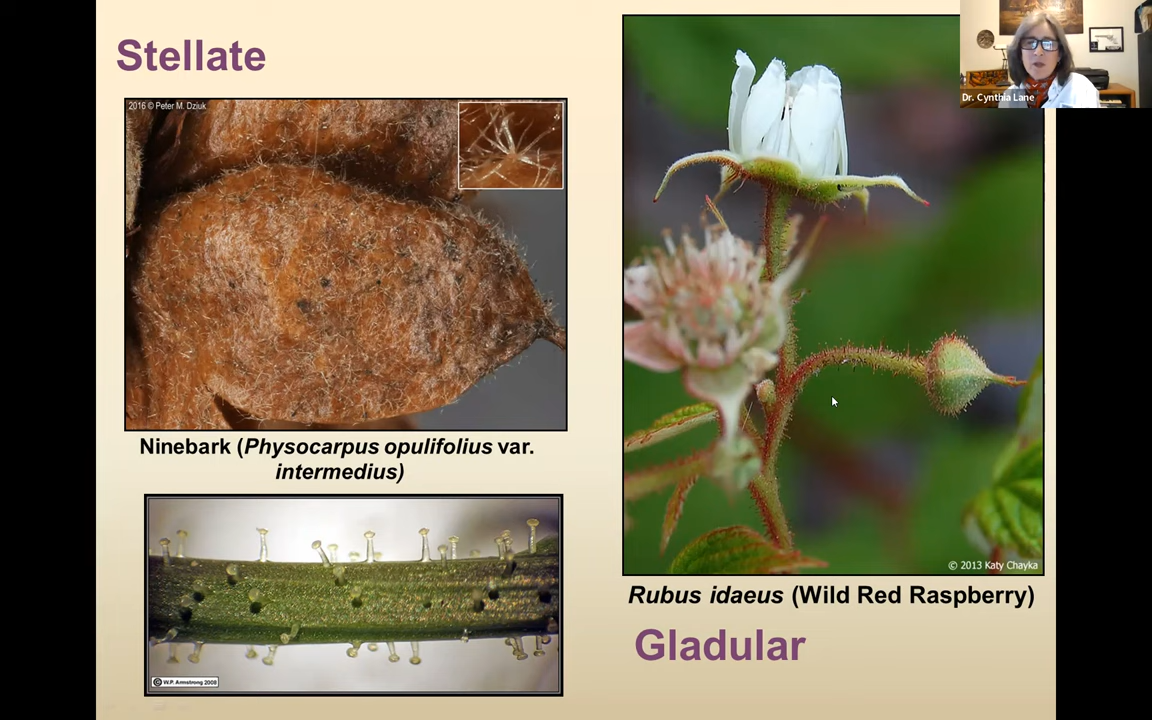 Stellate
2016 © Peter M. Dziuk
Ninebark (Physocarpus opulifolius var.
intermedius)
© W.P. Armstrong 2008
Dr. Cynthia Lane
© 2013 Katy Chayka
Rubus idaeus (Wild Red Raspberry)
Gladular